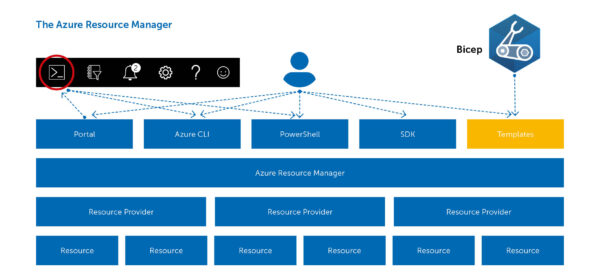 The Azure Resource Manager
Bicep
>_ 2 ?
Portal Azure CLI PowerShell SDK Templates
Azure Resource Manager
Resource Provider Resource Provider Resource Provider
Resource Resource Resource Resource Resource Resource